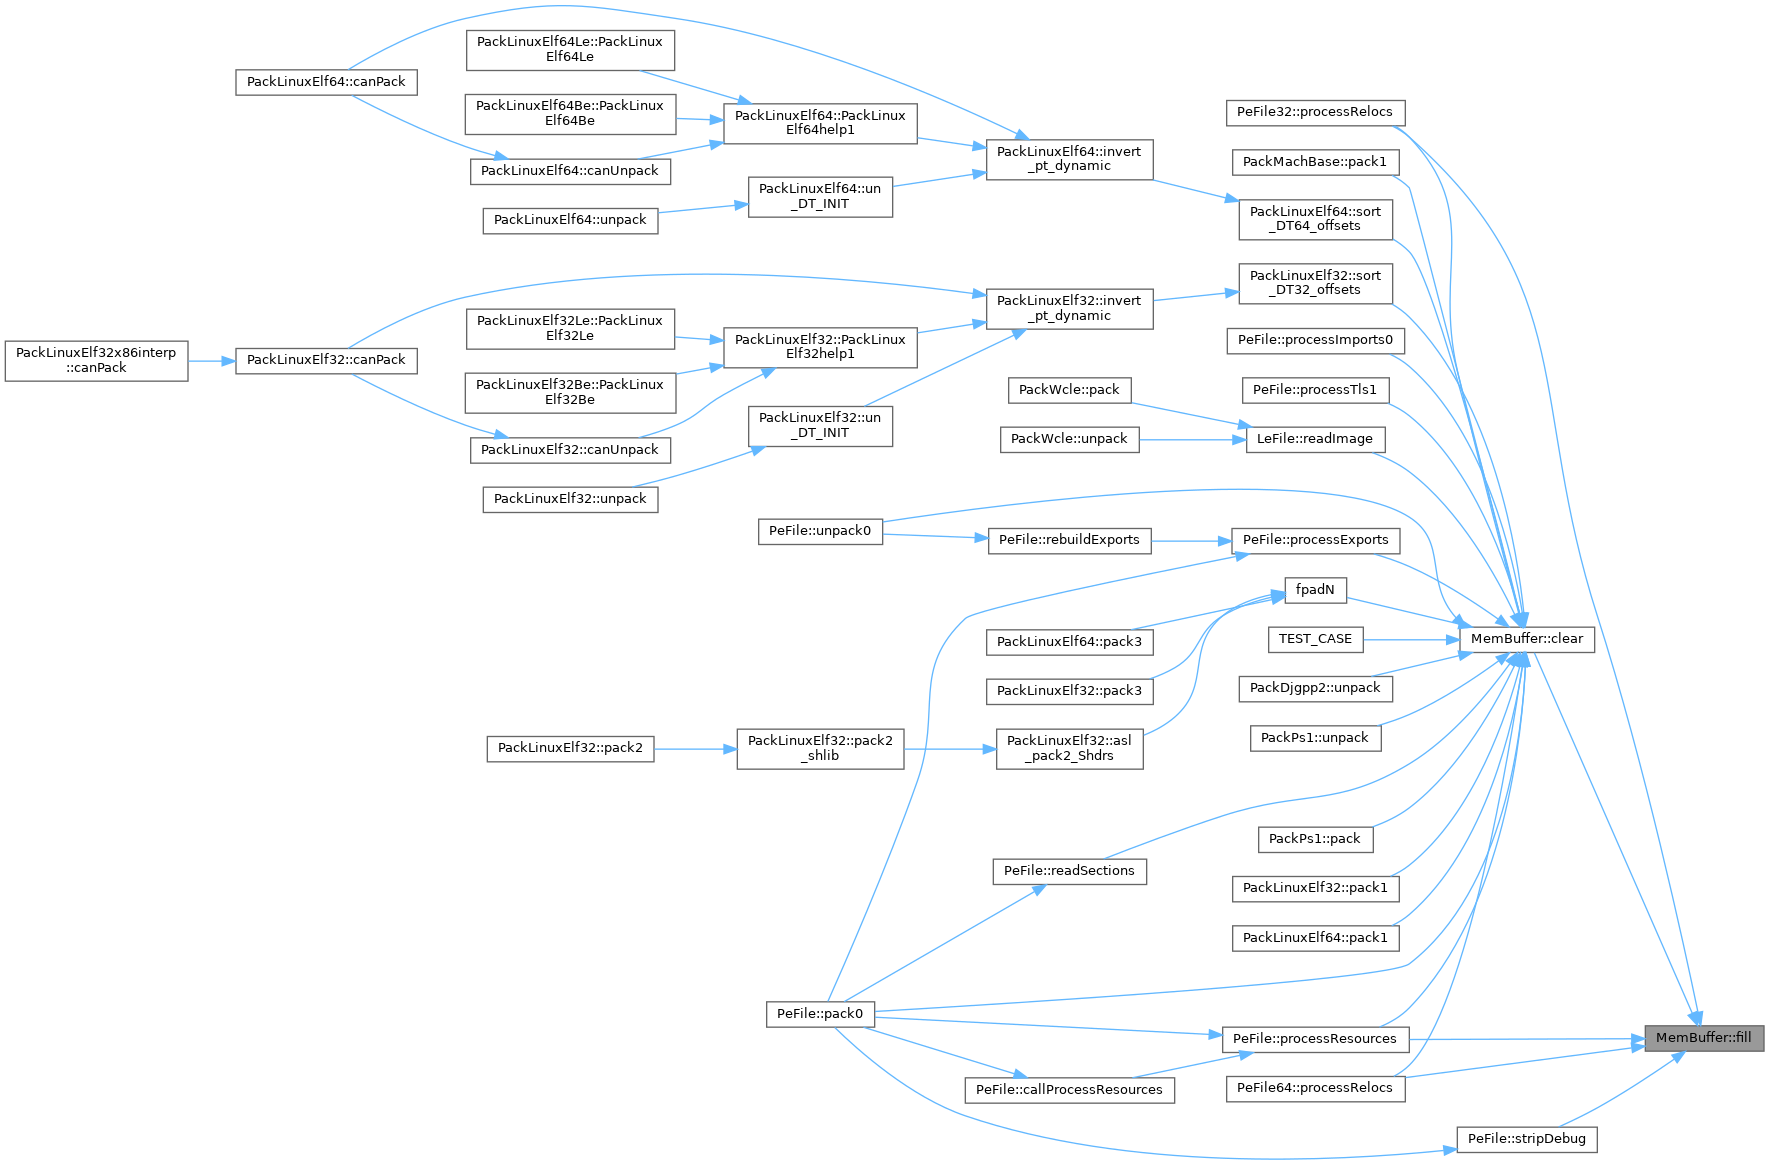 PackLinuxElf64Le::PackLinux
Elf64Le
PackLinuxElf64::canPack
PackLinuxElf64Be::PackLinux
Elf64Be
PackLinuxElf64::PackLinux
Elf64help1
PackLinuxElf64::canUnpack
PackLinuxElf64::invert
_pt_dynamic
PackLinuxElf64::un
_DT_INIT
PackLinuxElf64::unpack
PeFile32::processRelocs
PackMachBase::pack1
PackLinuxElf64::sort
_DT64_offsets
PackLinuxElf32::sort
_DT32_offsets
PackLinuxElf32::invert
_pt_dynamic
PackLinuxElf32Le::PackLinux
Elf32Le
PackLinuxElf32::PackLinux
Elf32help1
PackLinuxElf32x86interp
::canPack
PackLinuxElf32::canPack
PackLinuxElf32Be::PackLinux
Elf32Be
PackLinuxElf32::un
_DT_INIT
PackLinuxElf32::canUnpack
PackLinuxElf32::unpack
PeFile::processImports0
PeFile::processTls1
PackWcle::pack
PackWcle::unpack
LeFile::readImage
PeFile::unpack0
PeFile::rebuildExports
PeFile::processExports
fpadN
PackLinuxElf64::pack3
TEST_CASE
MemBuffer::clear
PackLinuxElf32::pack3
PackDjgpp2::unpack
PackLinuxElf32::pack2
PackLinuxElf32::pack2
_shlib
PackLinuxElf32::asl
_pack2_Shdrs
PackPs1::unpack
PackPs1::pack
PeFile::readSections
PackLinuxElf32::pack1
PackLinuxElf64::pack1
PeFile::pack0
PeFile::processResources
MemBuffer::fill
PeFile::callProcessResources
PeFile64::processRelocs
PeFile::stripDebug